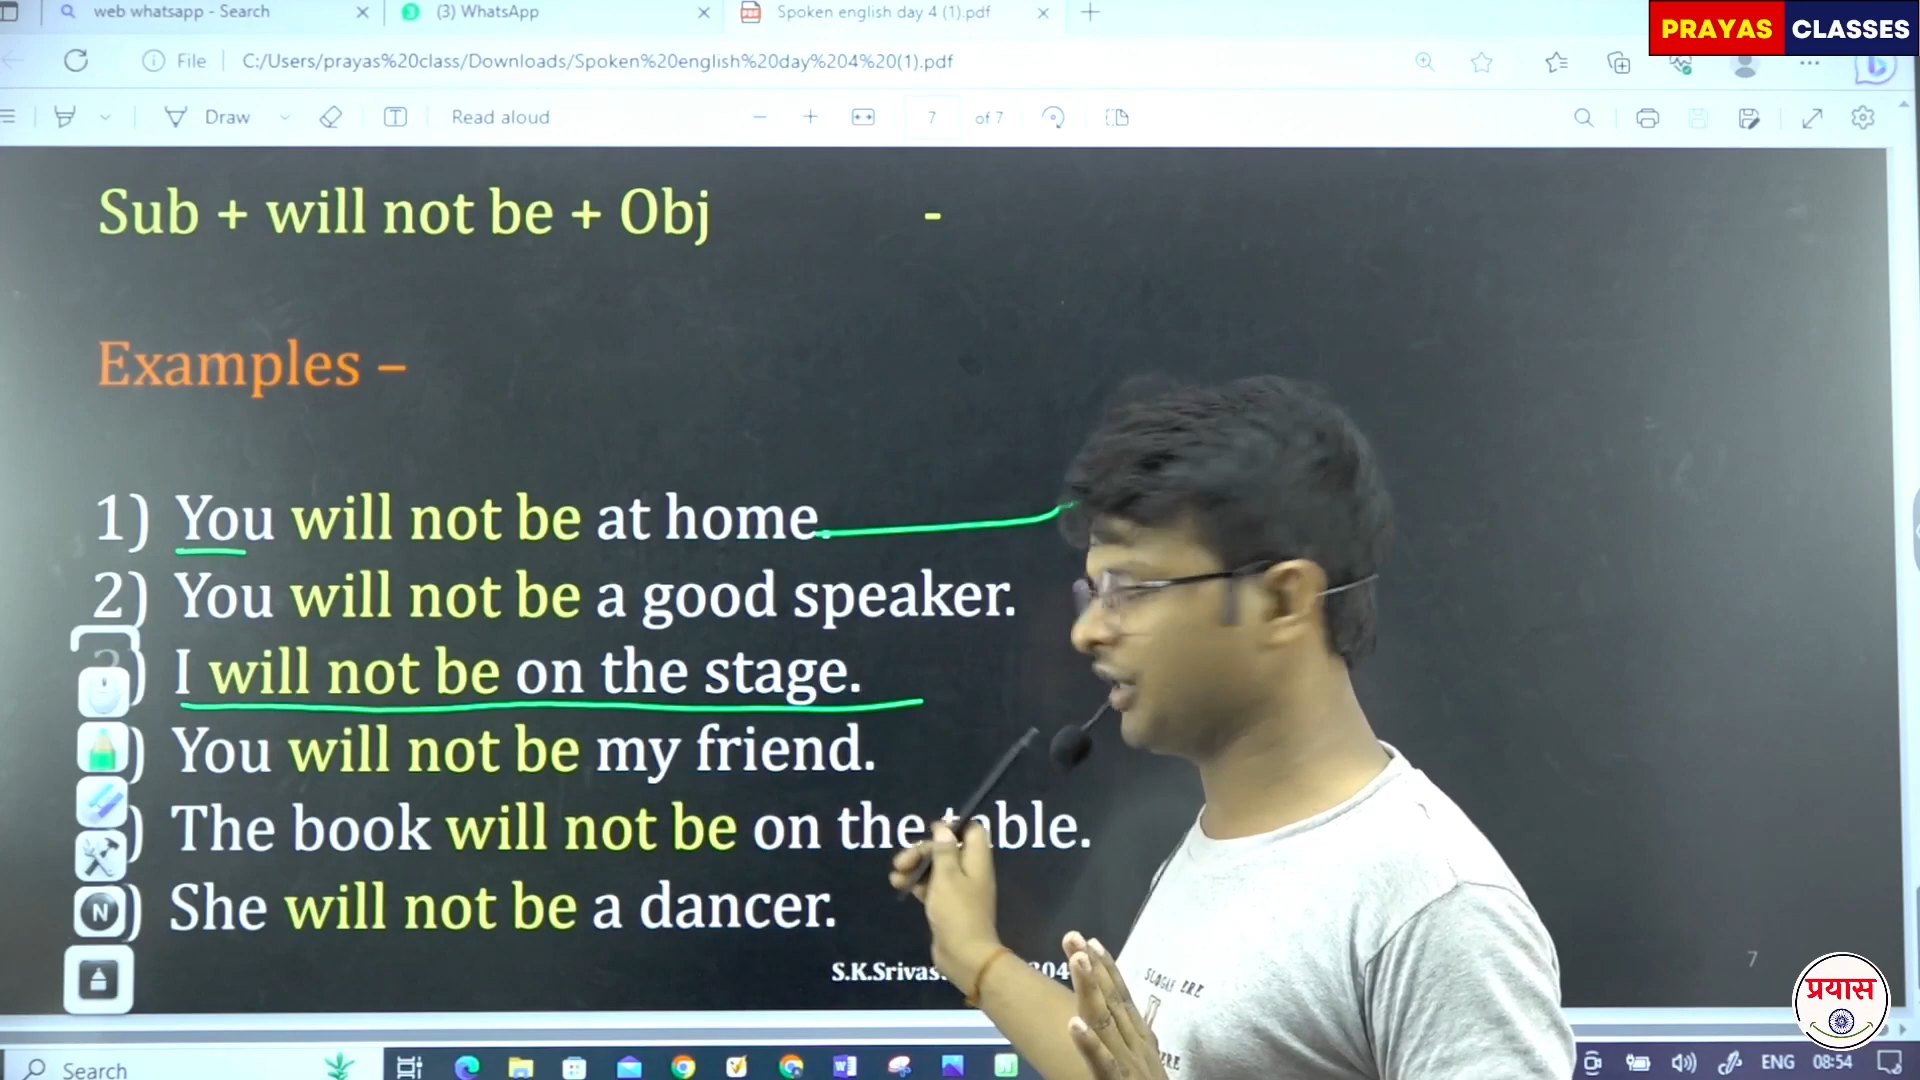 web whatsapp - Search
(3) WhatsApp
Spoken english day 4 (1).pdf
PRAYAS CLASSES
File
C:/Users/prayas%20class/Downloads/Spoken%20english%20day%204%20(1).pdf
Draw
Read aloud
7 of 7
Sub + will not be + Obj -
Examples –
1) You will not be at home.
2) You will not be a good speaker.
I will not be on the stage.
You will not be my friend.
The book will not be on the table.
She will not be a dancer.
S.K.Srivas
7
SLOGAN ERE
प्रयास
Search
ENG 08:54